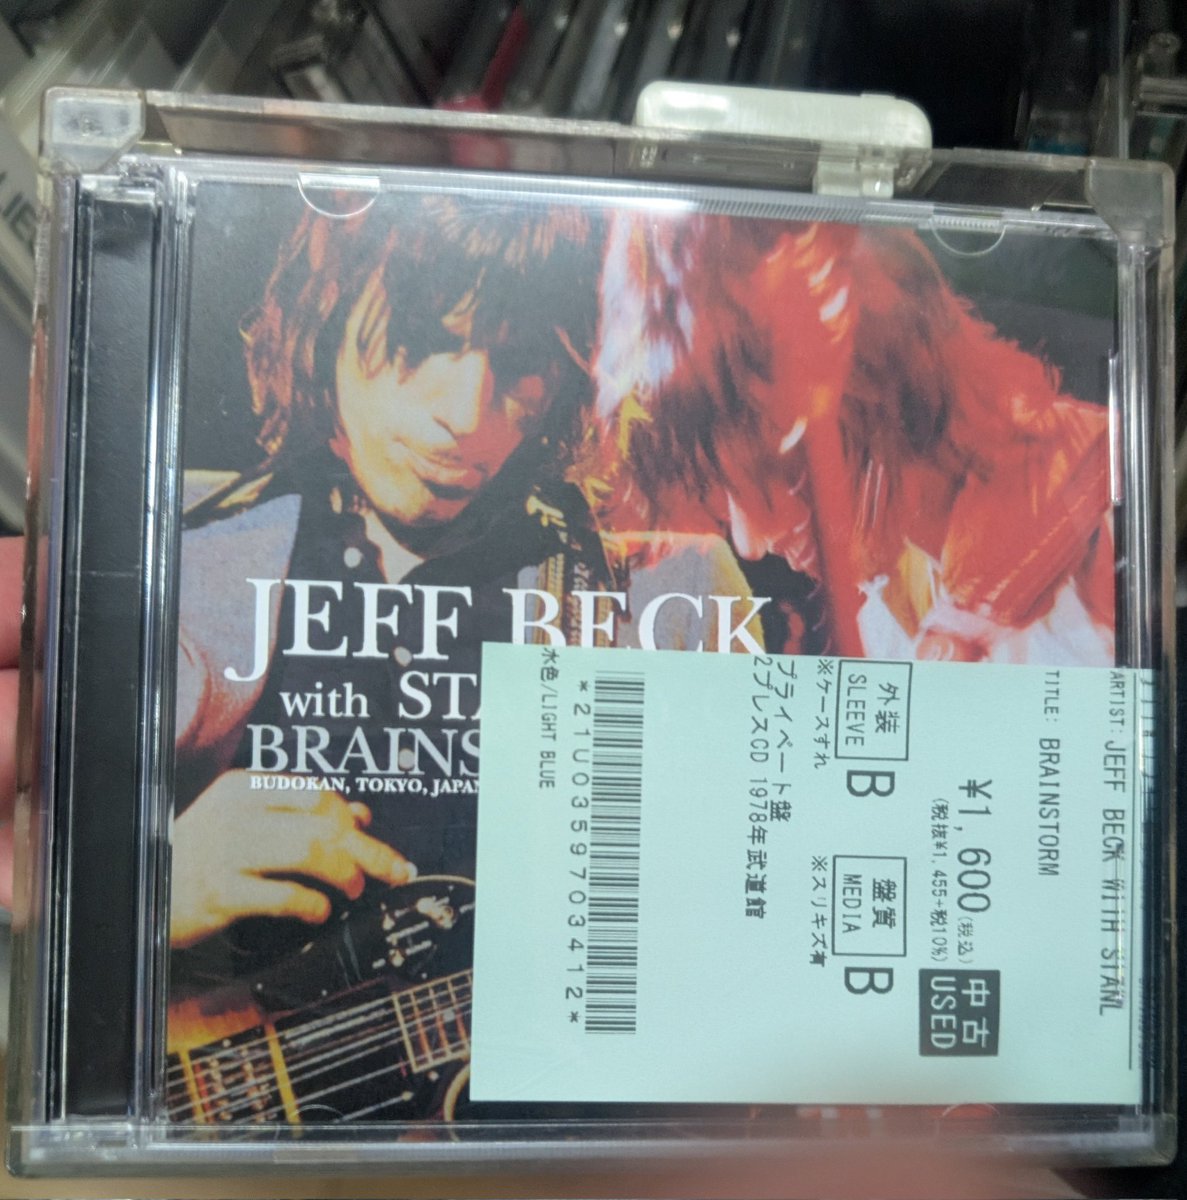 JEFF BECK
with STA
BRAINS
BUDOKAN, TOKYO, JAPAN
ARTIST: JEFF BECK WITH STANL
TITLE: BRAINSTORM
¥1,600(税込)
(税抜¥1,455+税10%)
中古
USED
外装
SLEEVE
B
※ケースすれ
盤質
MEDIA
B
※スリキズ有
プライベート盤
2プレスCD 1978年武道館
*21U0359703412*
水色/LIGHT BLUE